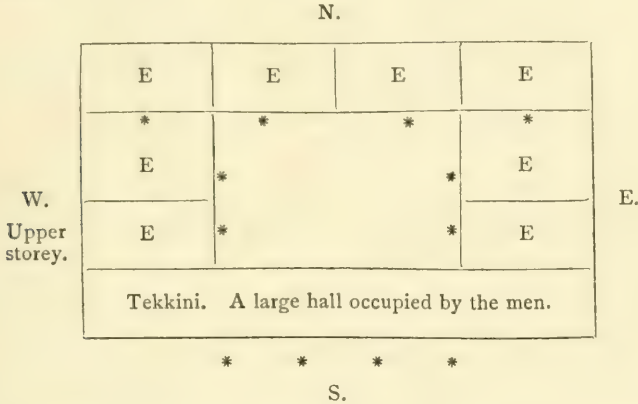 N.
E E E E
* * * *
E * * E
W. E.
Upper storey.
E * * E
Tekkini. A large hall occupied by the men.
* * * *
S.